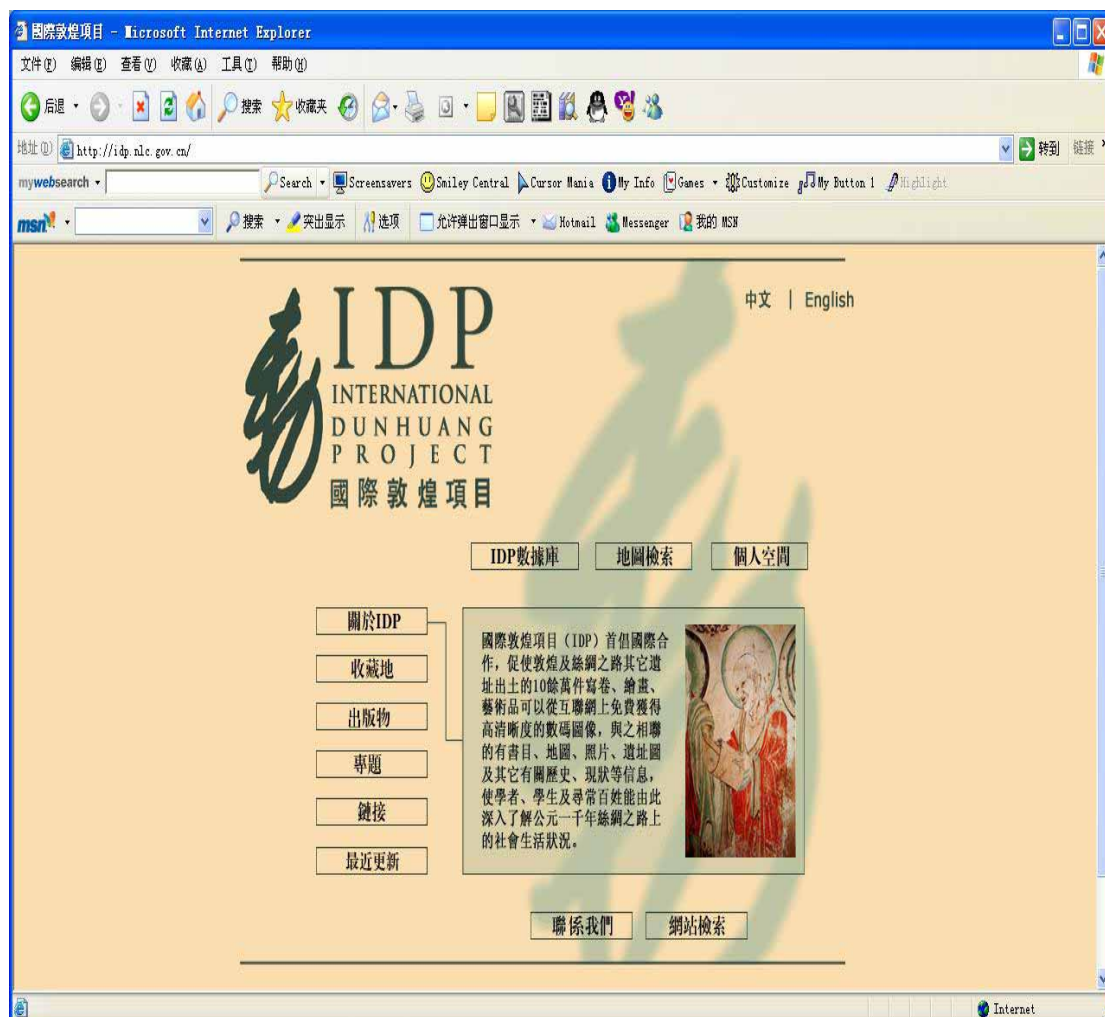 國際敦煌項目 - Microsoft Internet Explorer
文件(F) 编辑(E) 查看(V) 收藏(A) 工具(T) 帮助(H)
后退 搜索 收藏夹
地址(D) http://idp.nlc.gov.cn/ 转到 链接
mywebsearch Search Screensavers Smiley Central Cursor Mania My Info Games Customize My Button 1 Highlight
msn 搜索 突出显示 选项 允许弹出窗口显示 Hotmail Messenger 我的 MSN
中文 | English
IDP
INTERNATIONAL
DUNHUANG
PROJECT
國際敦煌項目
IDP數據庫 地圖檢索 個人空間
關於IDP
收藏地
出版物
專題
鏈接
最近更新
國際敦煌項目（IDP）首倡國際合
作，促使敦煌及絲綢之路其它遺
址出土的10餘萬件寫卷、繪畫、
藝術品可以從互聯網上免費獲得
高清晰度的數碼圖像，與之相聯
的有書目、地圖、照片、遺址圖
及其它有關歷史、現狀等信息，
使學者、學生及尋常百姓能由此
深入了解公元一千年絲綢之路上
的社會生活狀況。
聯係我們 網站檢索
Internet